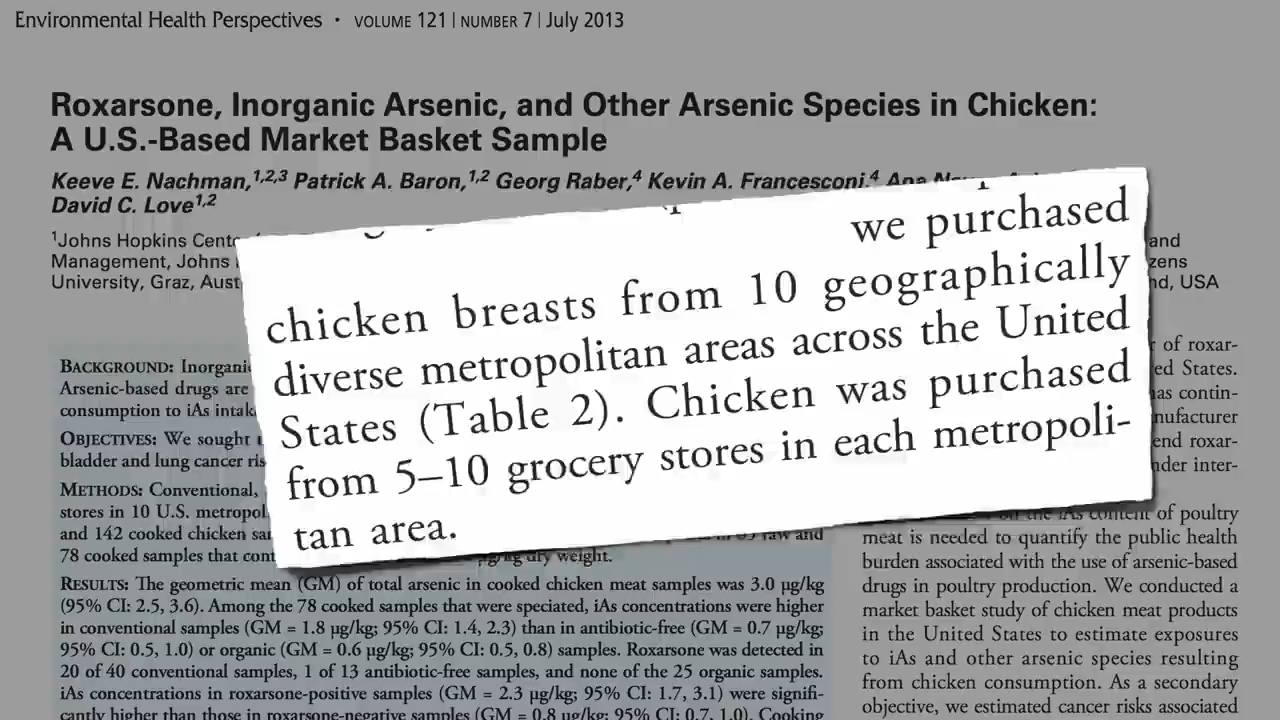 Environmental Health Perspectives • VOLUME 121 | NUMBER 7 | July 2013
Roxarsone, Inorganic Arsenic, and Other Arsenic Species in Chicken:
A U.S.-Based Market Basket Sample
Keeve E. Nachman,1,2,3 Patrick A. Baron,1,2 Georg Raber,4 Kevin A. Francesconi,4
David C. Love1,2
1Johns Hopkins
Management, Johns
University, Graz,
and
USA
we purchased
chicken breasts from 10 geographically
diverse metropolitan areas across the United
States (Table 2). Chicken was purchased
from 5–10 grocery stores in each metropoli-
tan area.
BACKGROUND:
Arsenic-based drugs are
consumption to iAs
OBJECTIVES: We sought
bladder and lung cancer
METHODS: Conventional,
stores in 10 U.S.
and 142 cooked chicken
78 cooked samples that
dry weight.
RESULTS: The geometric mean (GM) of total arsenic in cooked chicken meat samples was 3.0 µg/kg
(95% CI: 2.5, 3.6). Among the 78 cooked samples that were speciated, iAs concentrations were higher
in conventional samples (GM = 1.8 µg/kg; 95% CI: 1.4, 2.3) than in antibiotic-free (GM = 0.7 µg/kg;
95% CI: 0.5, 1.0) or organic (GM = 0.6 µg/kg; 95% CI: 0.5, 0.8) samples. Roxarsone was detected in
20 of 40 conventional samples, 1 of 13 antibiotic-free samples, and none of the 25 organic samples.
iAs concentrations in roxarsone-positive samples (GM = 2.3 µg/kg; 95% CI: 1.7, 3.1) were signifi-
cantly higher than those in roxarsone-negative samples (GM = 0.8 µg/kg; 95% CI: 0.7, 1.0). Cooking
of roxar-
States.
contin-
end roxar-
inter-
the iAs content of poultry
meat is needed to quantify the public health
burden associated with the use of arsenic-based
drugs in poultry production. We conducted a
market basket study of chicken meat products
in the United States to estimate exposures
to iAs and other arsenic species resulting
from chicken consumption. As a secondary
objective, we estimated cancer risks associated